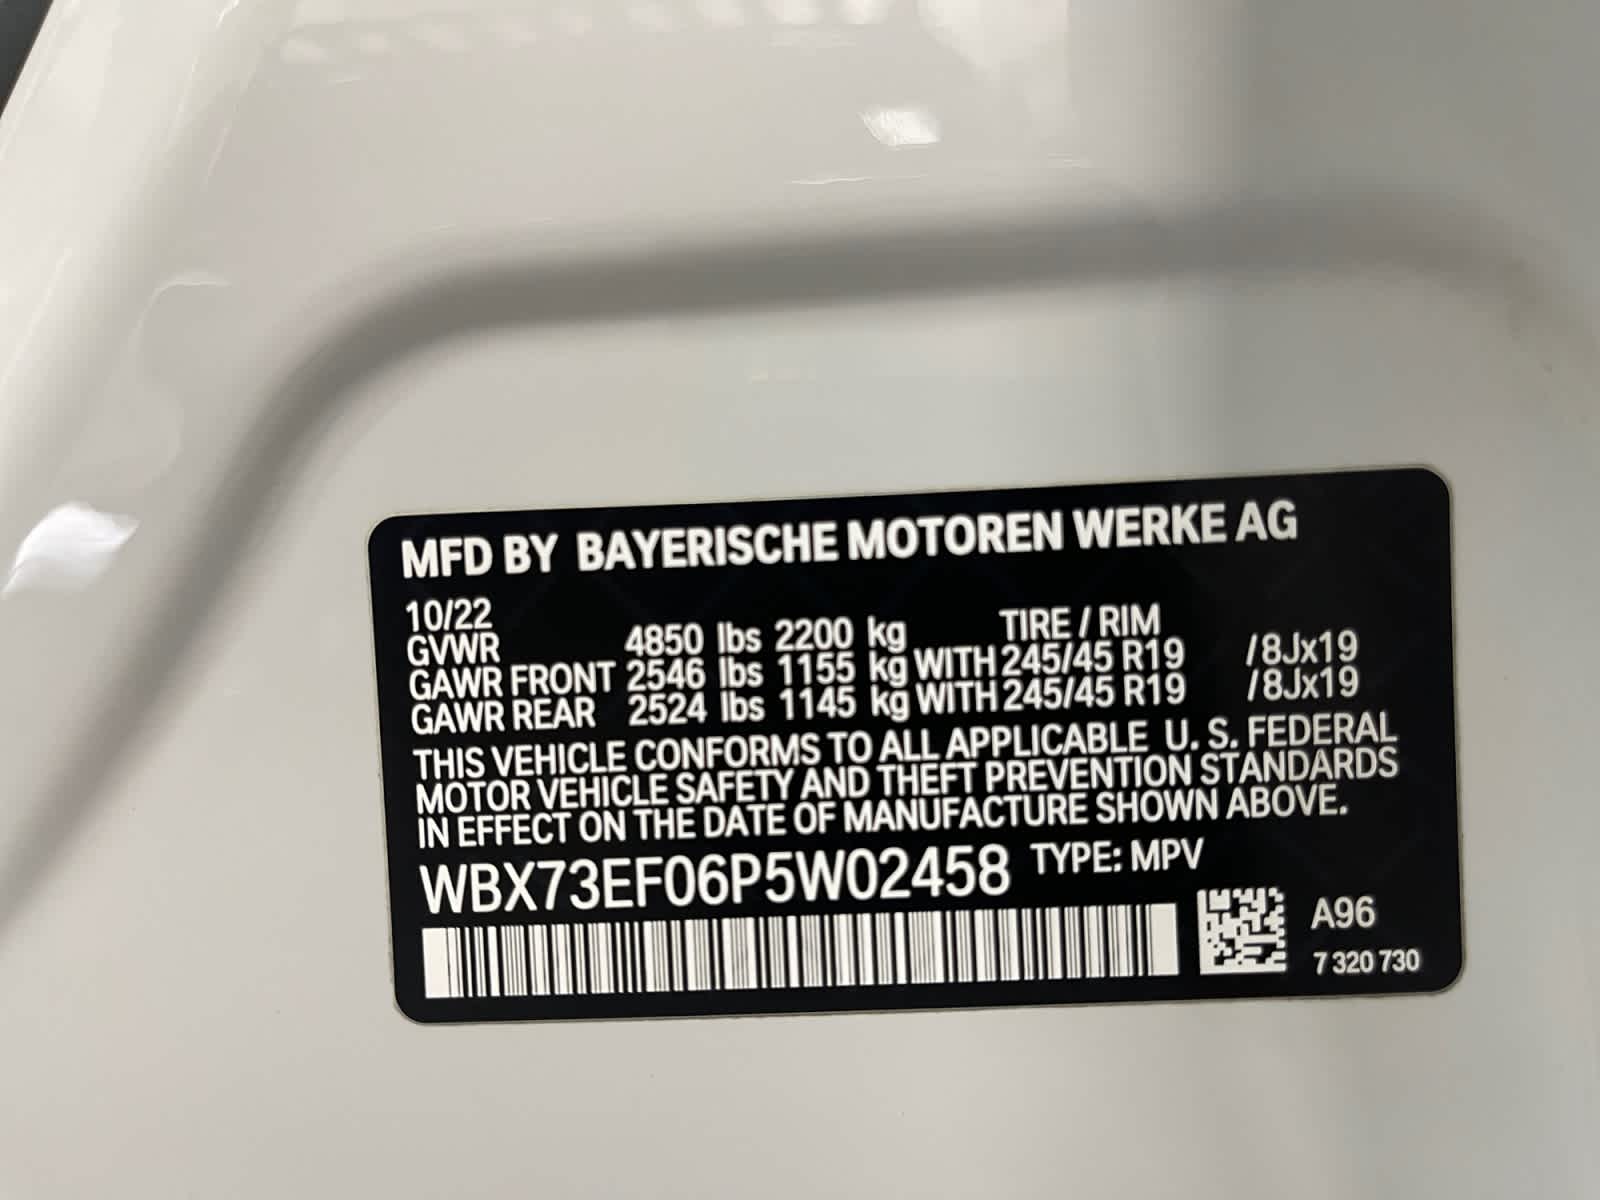 MFD BY BAYERISCHE MOTOREN WERKE AG
10/22
TIRE / RIM
GVWR 4850 lbs 2200 kg
GAWR FRONT 2546 lbs 1155 kg WITH 245/45 R19 /8Jx19
GAWR REAR 2524 lbs 1145 kg WITH 245/45 R19 /8Jx19
THIS VEHICLE CONFORMS TO ALL APPLICABLE U. S. FEDERAL
MOTOR VEHICLE SAFETY AND THEFT PREVENTION STANDARDS
IN EFFECT ON THE DATE OF MANUFACTURE SHOWN ABOVE.
WBX73EF06P5W02458 TYPE: MPV
A96
7 320 730